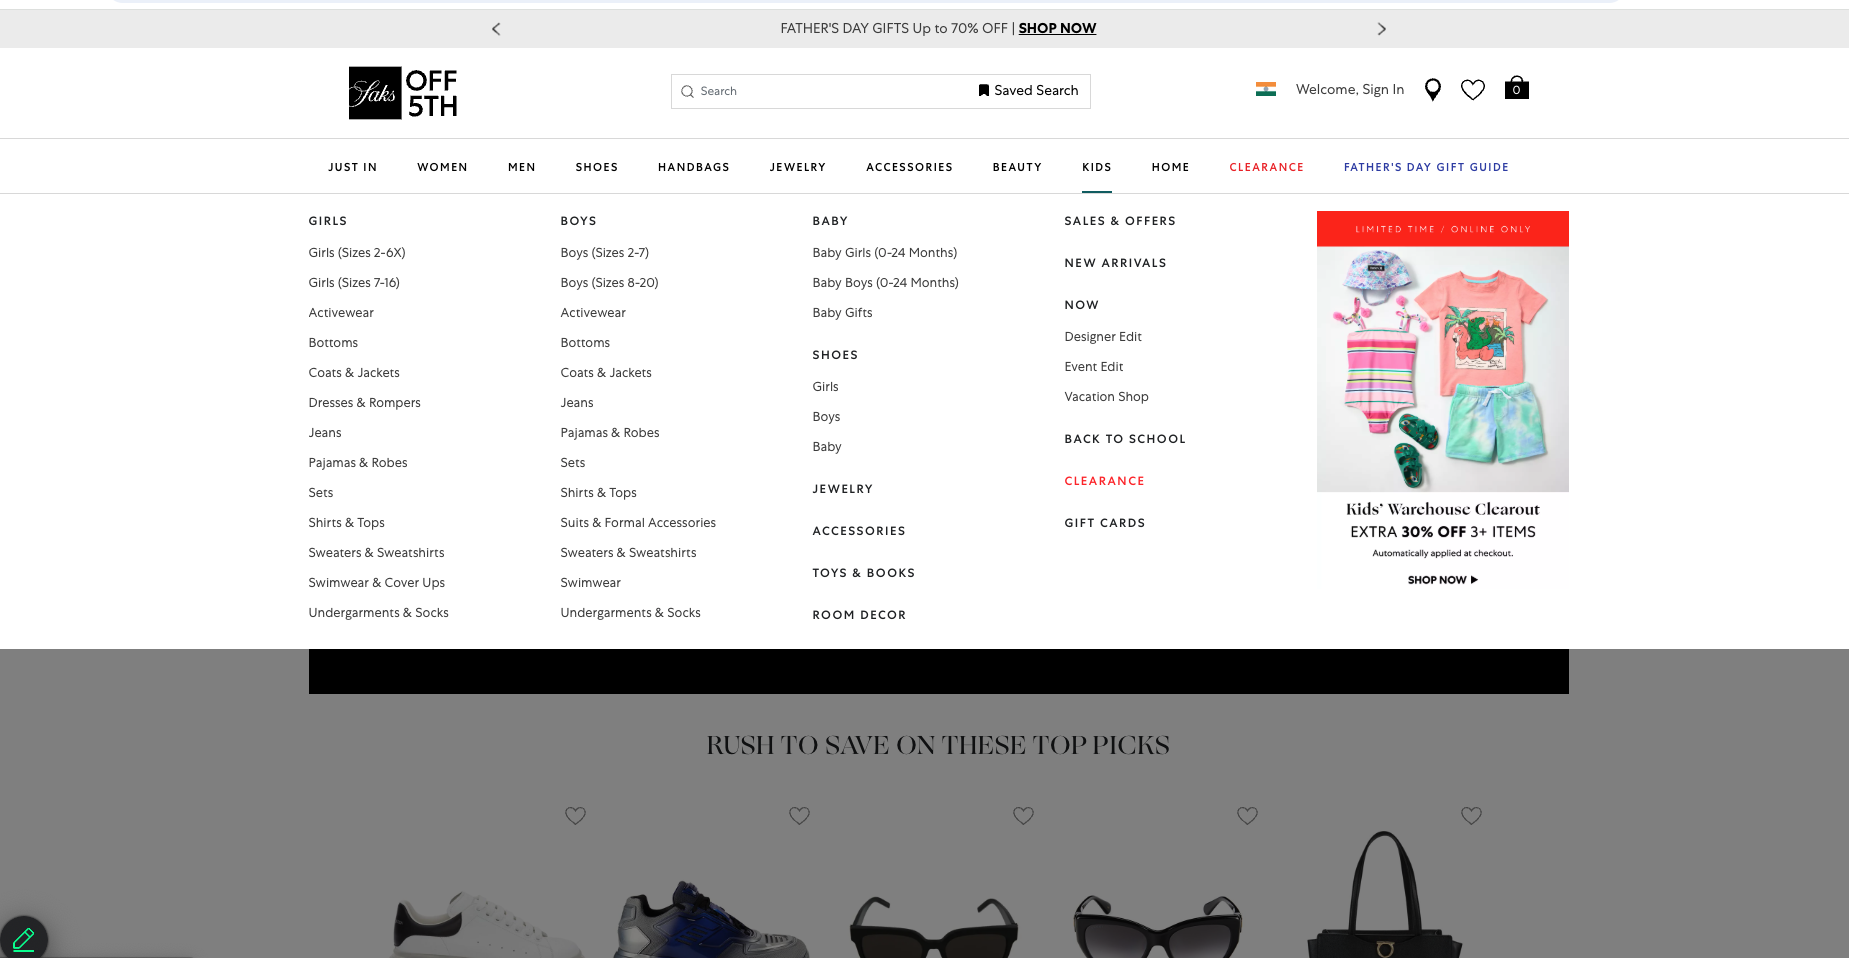 FATHER'S DAY GIFTS Up to 70% OFF | SHOP NOW
Saks OFF 5TH
Search
Saved Search
Welcome, Sign In
0
JUST IN
WOMEN
MEN
SHOES
HANDBAGS
JEWELRY
ACCESSORIES
BEAUTY
KIDS
HOME
CLEARANCE
FATHER'S DAY GIFT GUIDE
GIRLS
Girls (Sizes 2-6X)
Girls (Sizes 7-16)
Activewear
Bottoms
Coats & Jackets
Dresses & Rompers
Jeans
Pajamas & Robes
Sets
Shirts & Tops
Sweaters & Sweatshirts
Swimwear & Cover Ups
Undergarments & Socks
BOYS
Boys (Sizes 2-7)
Boys (Sizes 8-20)
Activewear
Bottoms
Coats & Jackets
Jeans
Pajamas & Robes
Sets
Shirts & Tops
Suits & Formal Accessories
Sweaters & Sweatshirts
Swimwear
Undergarments & Socks
BABY
Baby Girls (0-24 Months)
Baby Boys (0-24 Months)
Baby Gifts
SHOES
Girls
Boys
Baby
JEWELRY
ACCESSORIES
TOYS & BOOKS
ROOM DECOR
SALES & OFFERS
NEW ARRIVALS
NOW
Designer Edit
Event Edit
Vacation Shop
BACK TO SCHOOL
CLEARANCE
GIFT CARDS
LIMITED TIME / ONLINE ONLY
Kids' Warehouse Clearout
EXTRA 30% OFF 3+ ITEMS
Automatically applied at checkout.
SHOP NOW
RUSH TO SAVE ON THESE TOP PICKS